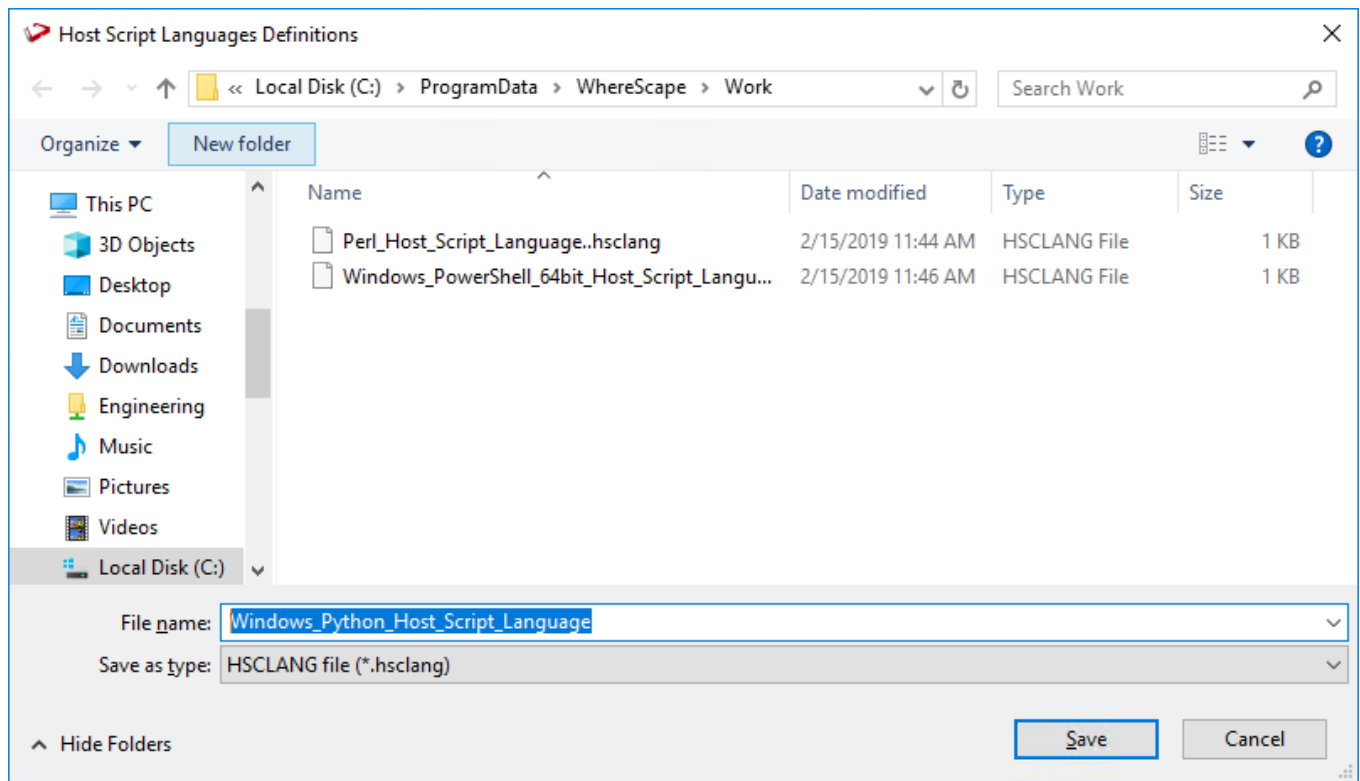 Host Script Languages Definitions
« Local Disk (C:) > ProgramData > WhereScape > Work
Search Work
Organize
New folder
Name Date modified Type Size
This PC
3D Objects
Desktop
Documents
Downloads
Engineering
Music
Pictures
Videos
Local Disk (C:)
Perl_Host_Script_Language..hsclang 2/15/2019 11:44 AM HSCLANG File 1 KB
Windows_PowerShell_64bit_Host_Script_Langu... 2/15/2019 11:46 AM HSCLANG File 1 KB
File name: Windows_Python_Host_Script_Language
Save as type: HSCLANG file (*.hsclang)
Hide Folders
Save
Cancel